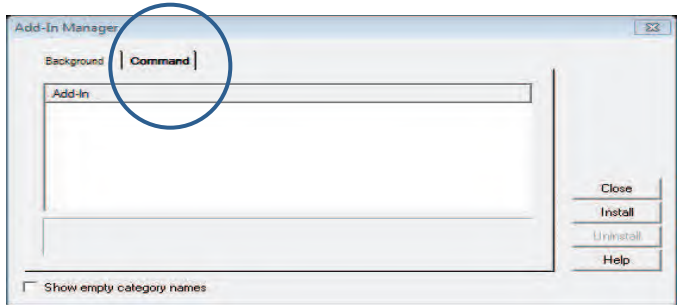 Add-In Manager
Background Command
Add-In
Close
Install
Uninstall
Help
Show empty category names